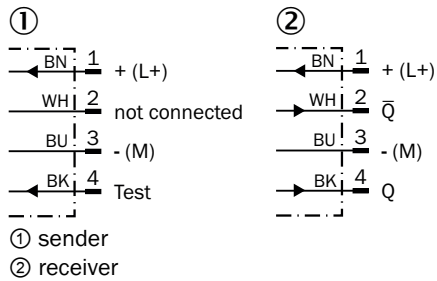 ① ②
BN 1 + (L+) BN 1 + (L+)
WH 2 not connected WH 2 Q̅
BU 3 - (M) BU 3 - (M)
BK 4 Test BK 4 Q
① sender
② receiver